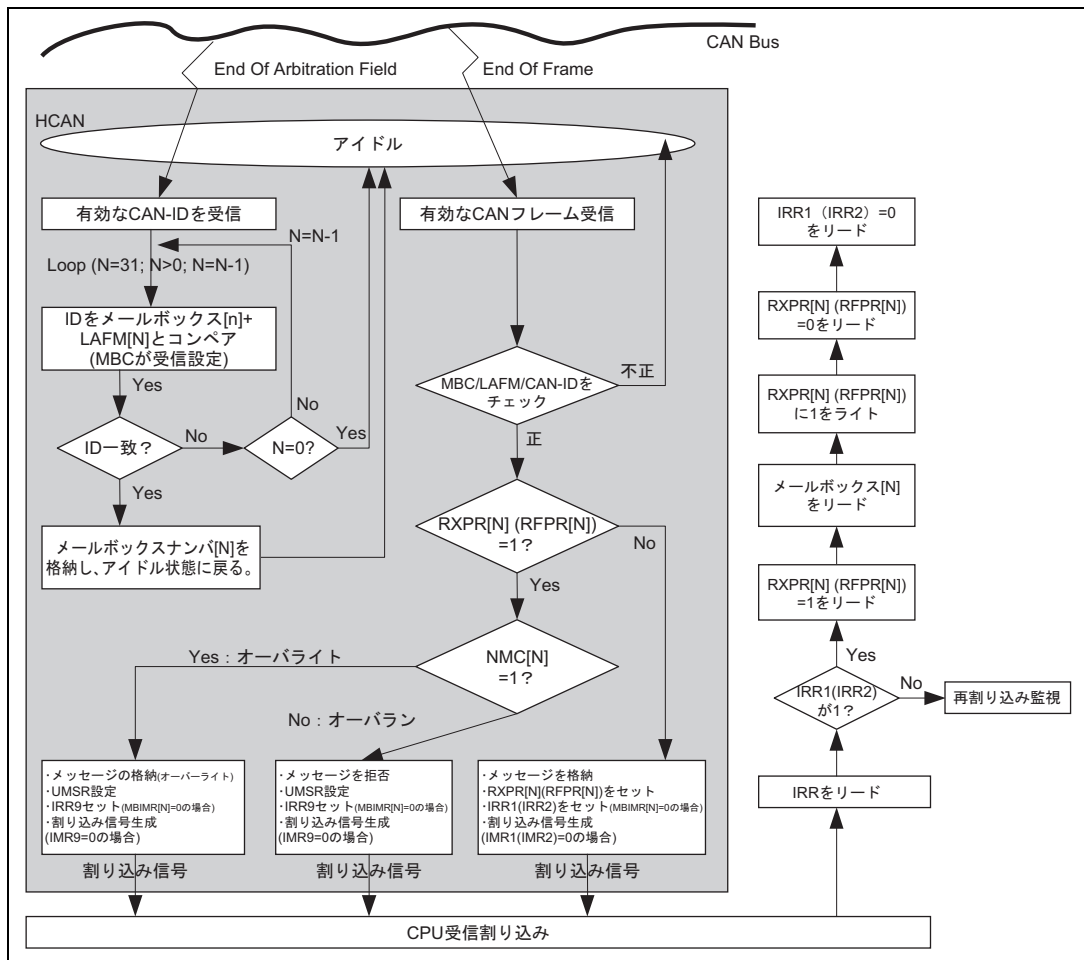 CAN Bus
End Of Arbitration Field
End Of Frame
HCAN
アイドル
有効なCAN-IDを受信
N=N-1
Loop (N=31; N>0; N=N-1)
IDをメールボックス[n]+
LAFM[N]とコンペア
(MBCが受信設定)
Yes
ID一致？
No
N=0?
No
Yes
Yes
メールボックスナンバ[N]を
格納し、アイドル状態に戻る。
有効なCANフレーム受信
MBC/LAFM/CAN-IDを
チェック
不正
正
RXPR[N] (RFPR[N])
=1？
No
Yes
NMC[N]
=1？
Yes：オーバライト
No：オーバラン
・メッセージの格納(オーバーライト)
・UMSR設定
・IRR9セット(MBIMR[N]=0の場合)
・割り込み信号生成
(IMR9=0の場合)
・メッセージを拒否
・UMSR設定
・IRR9セット(MBIMR[N]=0の場合)
・割り込み信号生成
(IMR9=0の場合)
・メッセージを格納
・RXPR[N](RFPR[N])をセット
・IRR1(IRR2)をセット(MBIMR[N]=0の場合)
・割り込み信号生成
(IMR1(IMR2)=0の場合)
割り込み信号
割り込み信号
割り込み信号
CPU受信割り込み
IRR1（IRR2）=0
をリード
RXPR[N] (RFPR[N])
=0をリード
RXPR[N] (RFPR[N])
に1をライト
メールボックス[N]
をリード
RXPR[N] (RFPR[N])
=1をリード
Yes
IRR1(IRR2)
が1？
No
再割り込み監視
IRRをリード